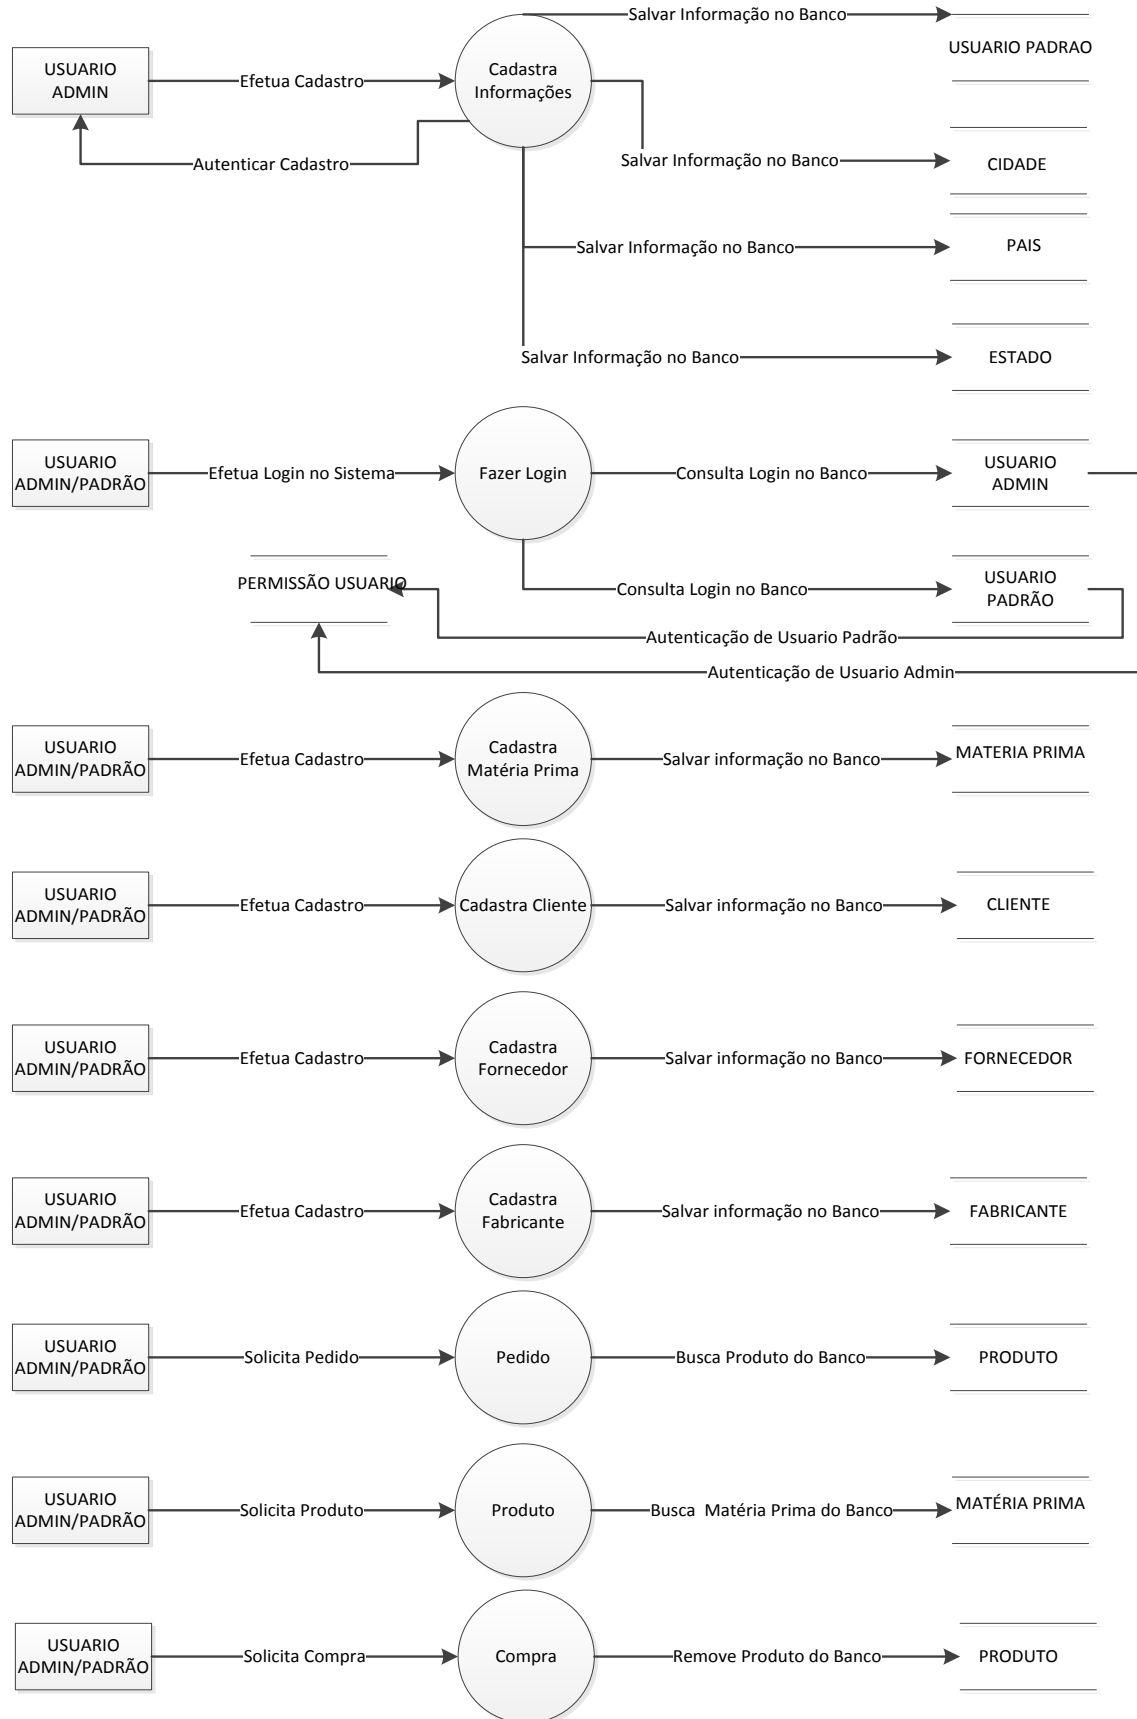 Salvar Informação no Banco
USUARIO PADRAO
USUARIO
ADMIN
Efetua Cadastro
Cadastra
Informações
Autenticar Cadastro
Salvar Informação no Banco
CIDADE
Salvar Informação no Banco
PAIS
Salvar Informação no Banco
ESTADO
USUARIO
ADMIN/PADRÃO
Efetua Login no Sistema
Fazer Login
Consulta Login no Banco
USUARIO
ADMIN
PERMISSÃO USUARIO
Consulta Login no Banco
USUARIO
PADRÃO
Autenticação de Usuario Padrão
Autenticação de Usuario Admin
USUARIO
ADMIN/PADRÃO
Efetua Cadastro
Cadastra
Matéria Prima
Salvar informação no Banco
MATERIA PRIMA
USUARIO
ADMIN/PADRÃO
Efetua Cadastro
Cadastra Cliente
Salvar informação no Banco
CLIENTE
USUARIO
ADMIN/PADRÃO
Efetua Cadastro
Cadastra
Fornecedor
Salvar informação no Banco
FORNECEDOR
USUARIO
ADMIN/PADRÃO
Efetua Cadastro
Cadastra
Fabricante
Salvar informação no Banco
FABRICANTE
USUARIO
ADMIN/PADRÃO
Solicita Pedido
Pedido
Busca Produto do Banco
PRODUTO
USUARIO
ADMIN/PADRÃO
Solicita Produto
Produto
Busca  Matéria Prima do Banco
MATÉRIA PRIMA
USUARIO
ADMIN/PADRÃO
Solicita Compra
Compra
Remove Produto do Banco
PRODUTO